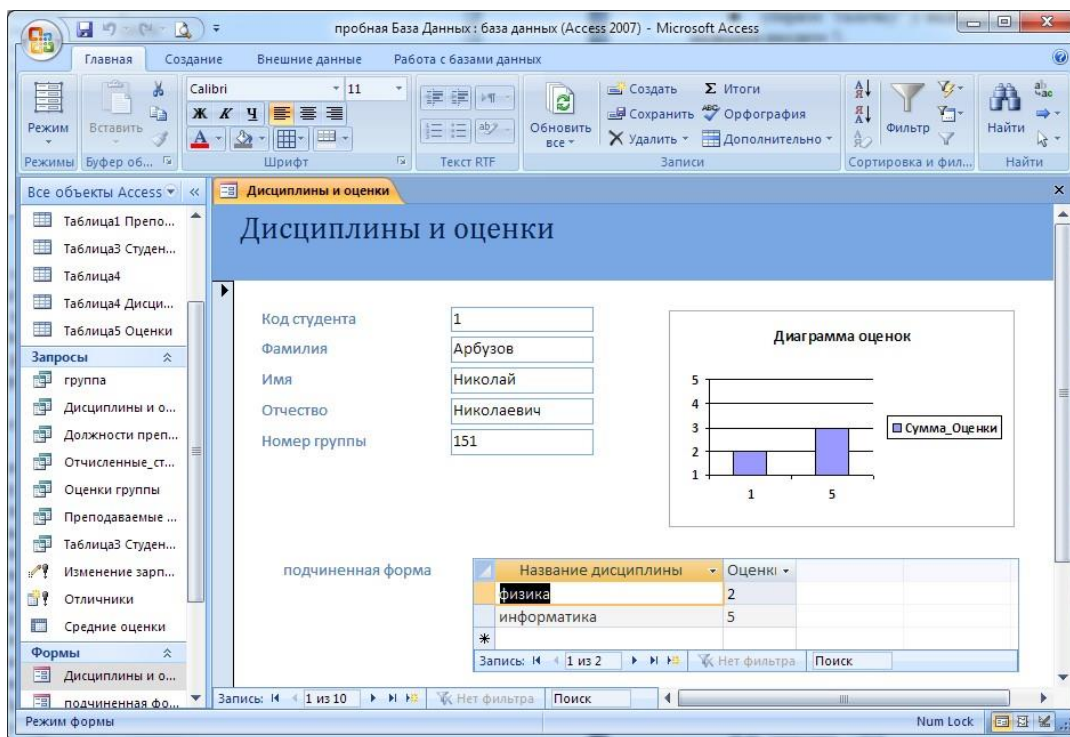 пробная База Данных : база данных (Access 2007) - Microsoft Access
Главная Создание Внешние данные Работа с базами данных
Calibri 11
Ж К Ч
Режим
Вставить
Обновить все
Создать
Сохранить
Удалить
Σ Итоги
Орфография
Дополнительно
Фильтр
Найти
Режимы Буфер об... Шрифт Текст RTF Записи Сортировка и фил... Найти
Все объекты Access
Таблица1 Препо...
Таблица3 Студен...
Таблица4
Таблица4 Дисци...
Таблица5 Оценки
Запросы
группа
Дисциплины и о...
Должности преп...
Отчисленные_ст...
Оценки группы
Преподаваемые ...
Таблица3 Студен...
Изменение зарп...
Отличники
Средние оценки
Формы
Дисциплины и о...
подчиненная фо...
Дисциплины и оценки
Дисциплины и оценки
Код студента 1
Фамилия Арбузов
Имя Николай
Отчество Николаевич
Номер группы 151
Диаграмма оценок
5
4
3
2
1
1 5
Сумма_Оценки
подчиненная форма
Название дисциплины Оценкі
физика 2
информатика 5
Запись: 1 из 2 Нет фильтра Поиск
Запись: 1 из 10 Нет фильтра Поиск
Режим формы Num Lock